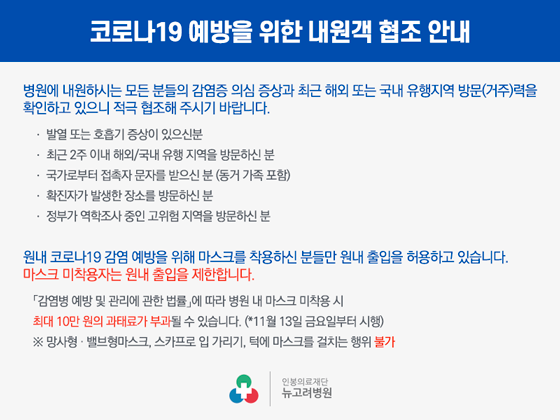 코로나19 예방을 위한 내원객 협조 안내
병원에 내원하시는 모든 분들의 감염증 의심 증상과 최근 해외 또는 국내 유행지역 방문(거주)력을
확인하고 있으니 적극 협조해 주시기 바랍니다.
· 발열 또는 호흡기 증상이 있으신분
· 최근 2주 이내 해외/국내 유행 지역을 방문하신 분
· 국가로부터 접촉자 문자를 받으신 분 (동거 가족 포함)
· 확진자가 발생한 장소를 방문하신 분
· 정부가 역학조사 중인 고위험 지역을 방문하신 분
원내 코로나19 감염 예방을 위해 마스크를 착용하신 분들만 원내 출입을 허용하고 있습니다.
마스크 미착용자는 원내 출입을 제한합니다.
「감염병 예방 및 관리에 관한 법률」에 따라 병원 내 마스크 미착용 시
최대 10만 원의 과태료가 부과될 수 있습니다. (*11월 13일 금요일부터 시행)
※ 망사형 · 밸브형마스크, 스카프로 입 가리기, 턱에 마스크를 걸치는 행위 불가
인봉의료재단
뉴고려병원